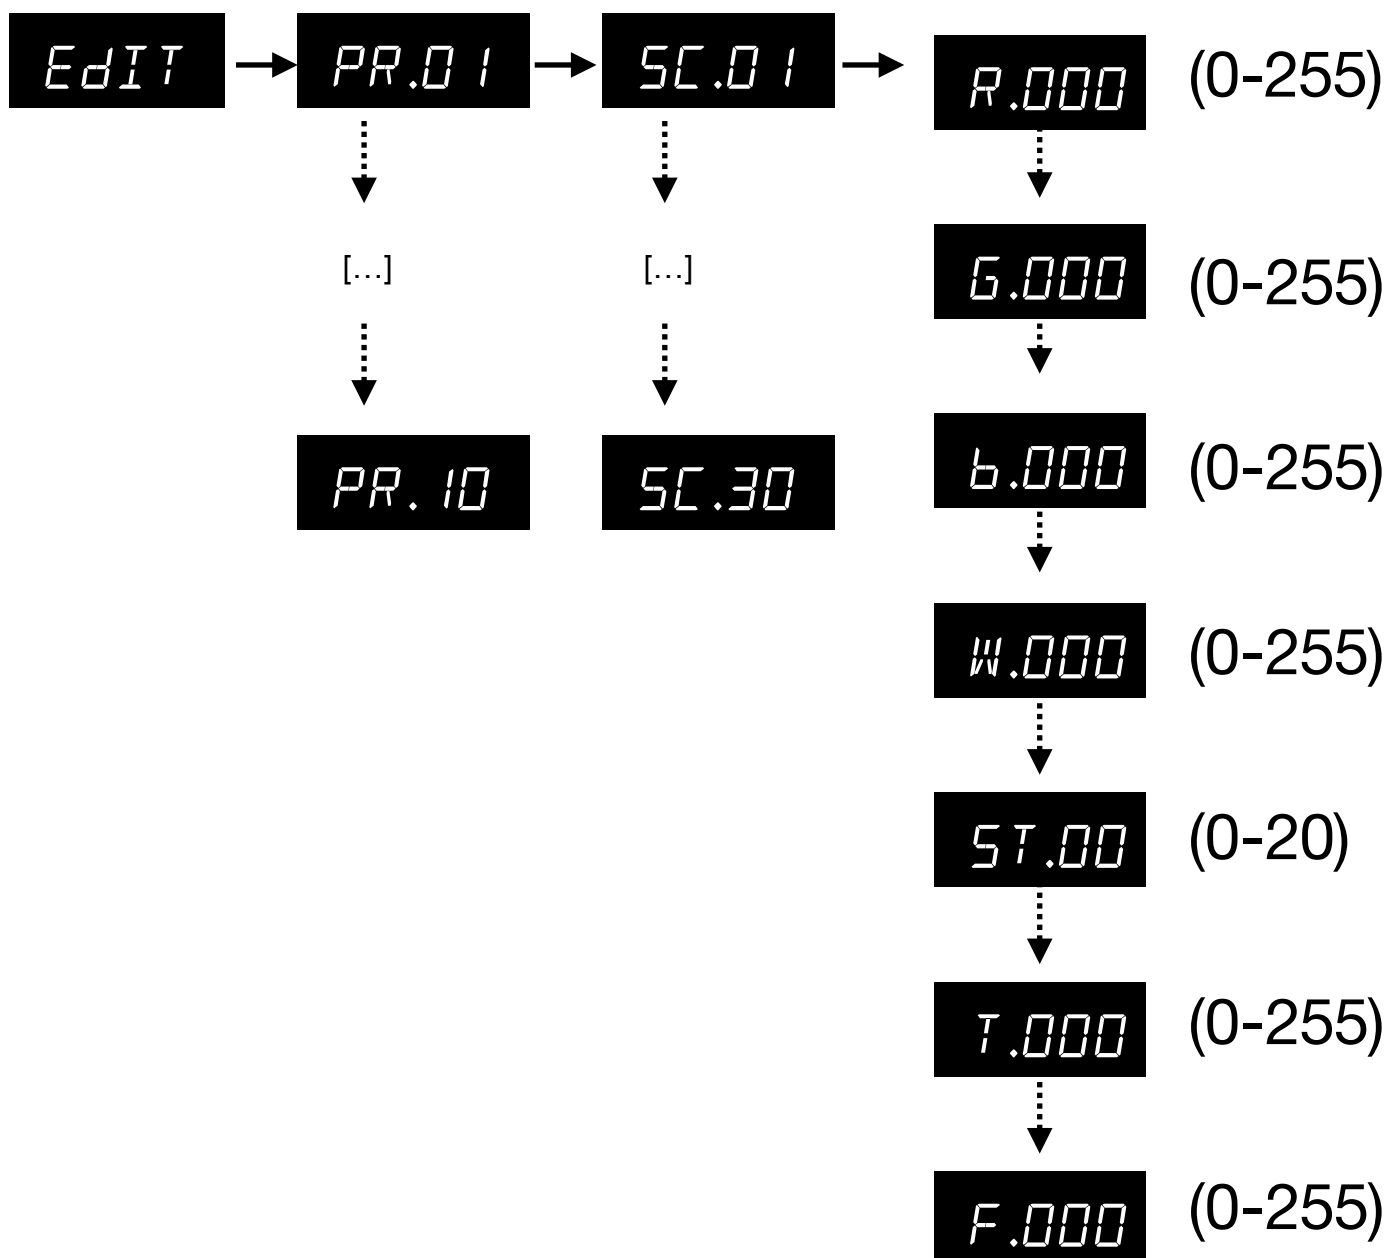 EdIT PR.01 SC.01 R.000 (0-255)
G.000 (0-255)
[...] [...]
b.000 (0-255)
PR.10 SC.30
W.000 (0-255)
ST.00 (0-20)
T.000 (0-255)
F.000 (0-255)